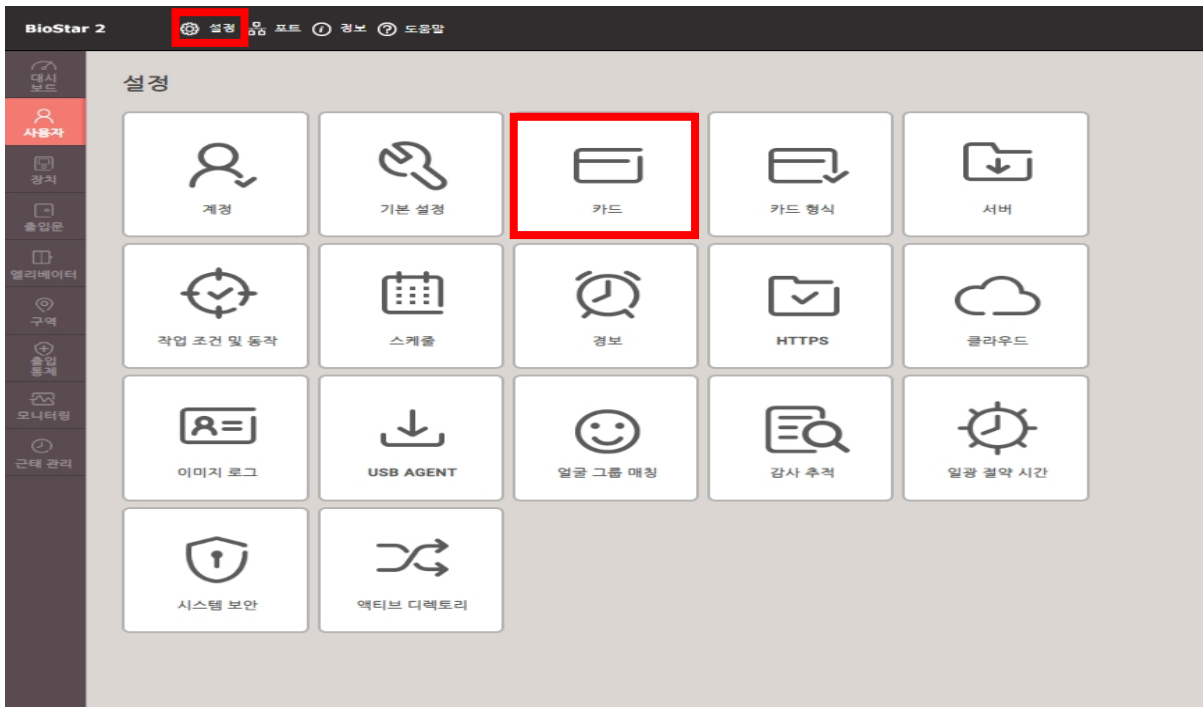 BioStar 2
설정
포트
정보
도움말
대시
보드
사용자
장치
출입문
엘리베이터
구역
출입
통제
모니터링
근태 관리
설정
계정
기본 설정
카드
카드 형식
서버
작업 조건 및 동작
스케줄
경보
HTTPS
클라우드
이미지 로그
USB AGENT
얼굴 그룹 매칭
감사 추적
일광 절약 시간
시스템 보안
액티브 디렉토리